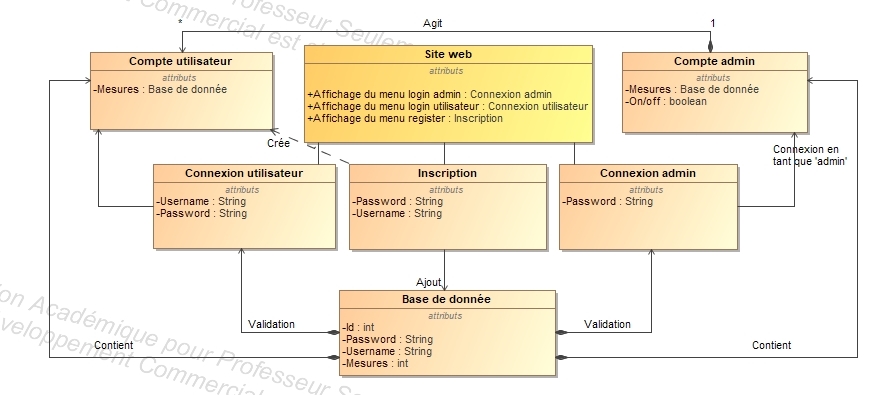 Professeur Seulem
Commercial est
*
Agit
1
Compte utilisateur
attributs
-Mesures : Base de donnée
Site web
attributs
+Affichage du menu login admin : Connexion admin
+Affichage du menu login utilisateur : Connexion utilisateur
+Affichage du menu register : Inscription
Compte admin
attributs
-Mesures : Base de donnée
-On/off : boolean
Crée
Connexion en
tant que 'admin'
Connexion utilisateur
attributs
-Username : String
-Password : String
Inscription
attributs
-Password : String
-Username : String
Connexion admin
attributs
-Password : String
Ajout
Validation
Base de donnée
attributs
-Id : int
-Password : String
-Username : String
-Mesures : int
Validation
Contient
Contient
ion Académique pour Professeur Se
veloppement Commercial es